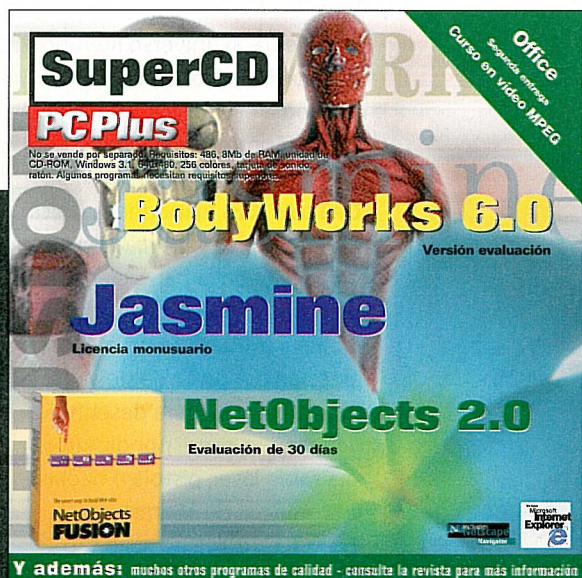 SuperCD
PCPlus
No se vende por separado. Requisitos: 486, 8Mb de RAM, unidad de
CD-ROM, Windows 3.1, 640x480, 256 colores, tarjeta de sonido
ratón. Algunos programas necesitan requisitos superiores.
Office
Segunda entrega
Curso en vídeo MPEG
BodyWorks 6.0
Versión evaluación
Jasmine
Licencia monusuario
NetObjects 2.0
Evaluación de 30 días
NetObjects
FUSION
Netscape
Navigator
Microsoft
Internet
Explorer
Y además: muchos otros programas de calidad - consulte la revista para más información